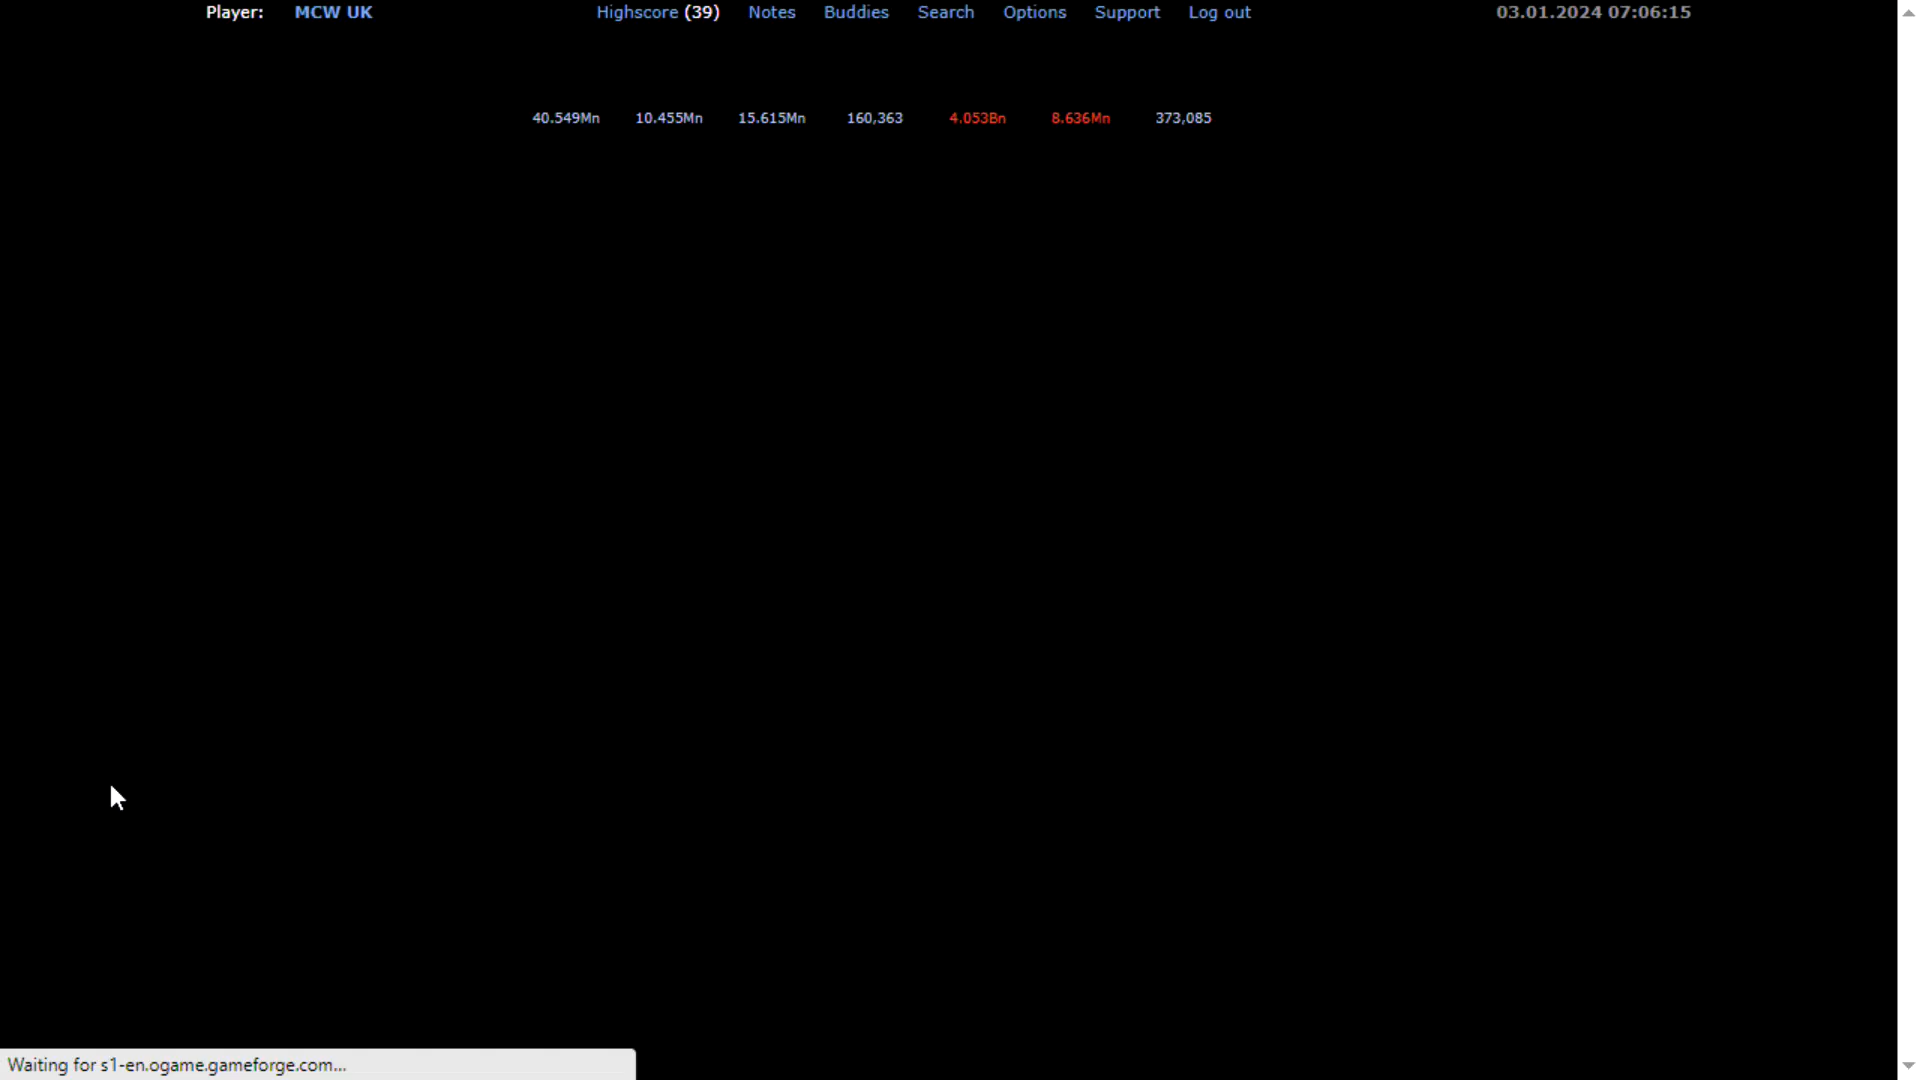 Player: MCW UK Highscore (39) Notes Buddies Search Options Support Log out 03.01.2024 07:06:15
40.549Mn 10.455Mn 15.615Mn 160,363 4.053Bn 8.636Mn 373,085
Waiting for s1-en.ogame.gameforge.com...